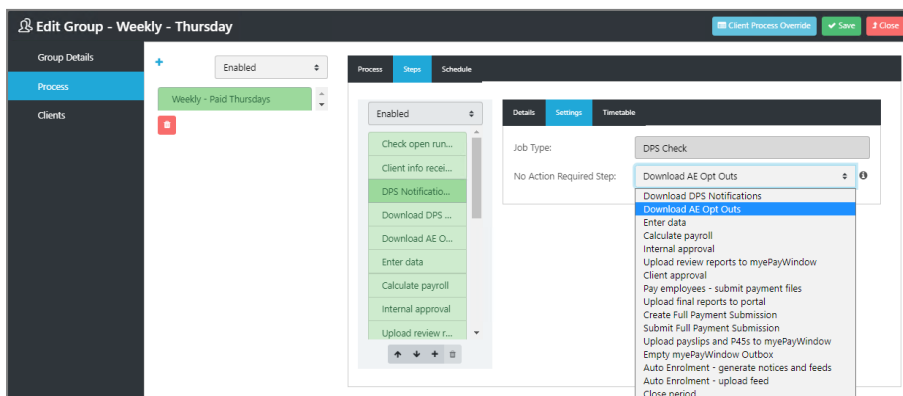 Edit Group - Weekly - Thursday
Client Process Override
Save
Close
Group Details
Process
Clients
Enabled
Weekly - Paid Thursdays
Process
Steps
Schedule
Enabled
Check open run...
Client info recei...
DPS Notificatio...
Download DPS ...
Download AE O...
Enter data
Calculate payroll
Internal approval
Upload review r...
Details
Settings
Timetable
Job Type:
DPS Check
No Action Required Step:
Download AE Opt Outs
Download DPS Notifications
Download AE Opt Outs
Enter data
Calculate payroll
Internal approval
Upload review reports to myePayWindow
Client approval
Pay employees - submit payment files
Upload final reports to portal
Create Full Payment Submission
Submit Full Payment Submission
Upload payslips and P45s to myePayWindow
Empty myePayWindow Outbox
Auto Enrolment - generate notices and feeds
Auto Enrolment - upload feed
Close period